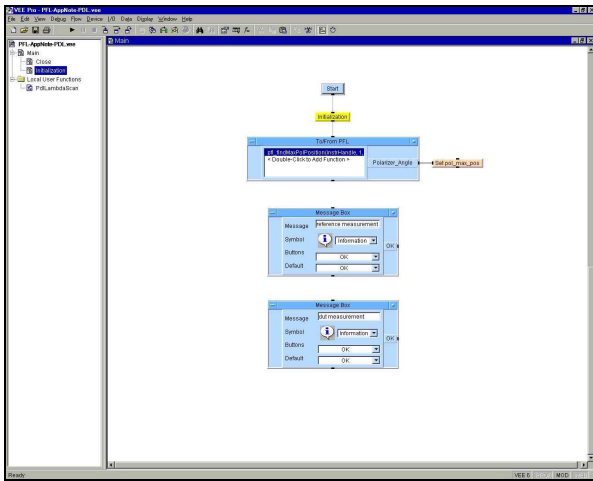 VEE Pro - PFL-AppNote-PDL.vee
File Edit View Debug Flow Device I/O Data Display Window Help
PFL-AppNote-PDL.vee
Main
Close
Initialization
Local User Functions
PdlLambdaScan
Main
Start
Initialization
To/From PFL
pfl_findMaxPolPosition(instrHandle_1,
< Double-Click to Add Function >
Polarizer_Angle
Set pol_max_pos
Message Box
Message reference measurement
Symbol Information
OK
Buttons OK
Default OK
Message Box
Message dut measurement
Symbol Information
OK
Buttons OK
Default OK
Ready
VEE 6
MOD